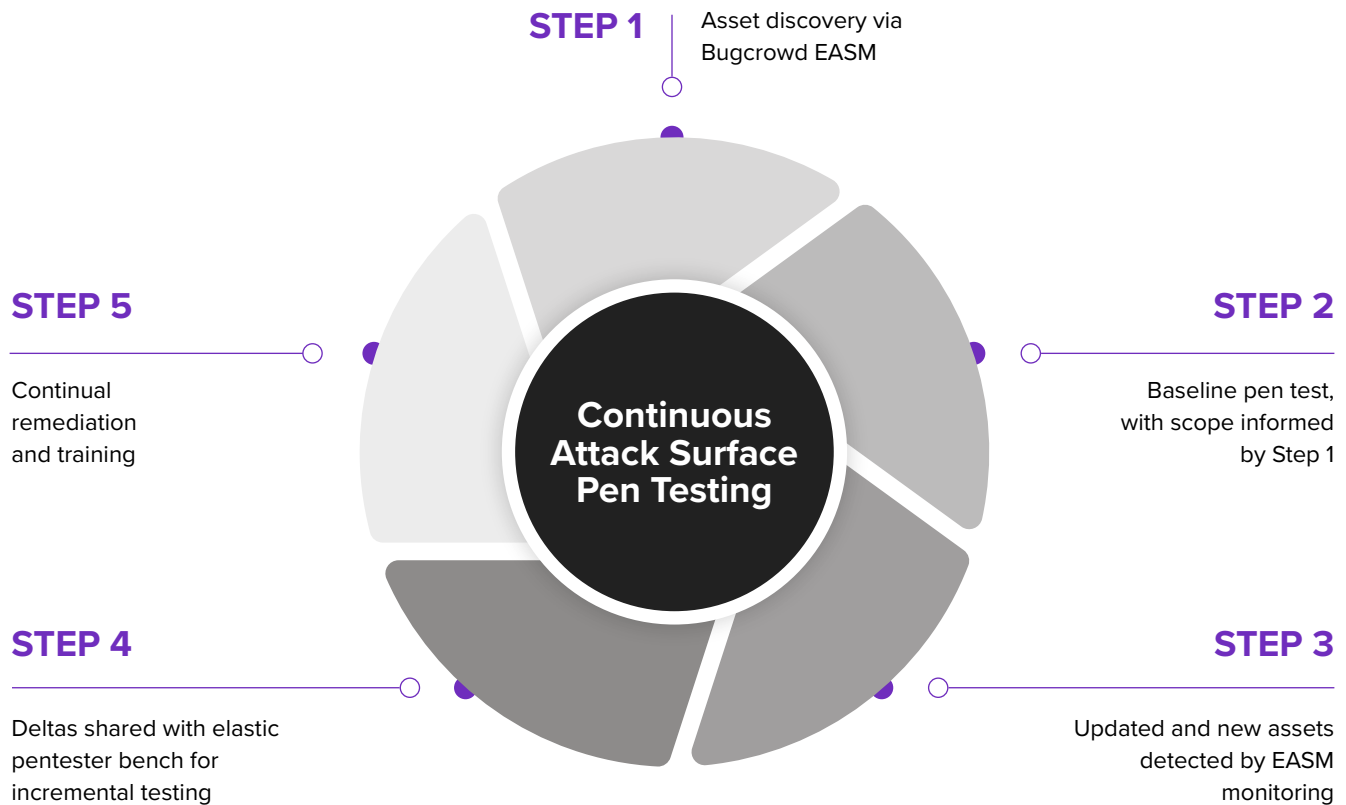 STEP 1
Asset discovery via
Bugcrowd EASM
STEP 2
Baseline pen test,
with scope informed
by Step 1
STEP 3
Updated and new assets
detected by EASM
monitoring
STEP 4
Deltas shared with elastic
pentester bench for
incremental testing
STEP 5
Continual
remediation
and training
Continuous
Attack Surface
Pen Testing